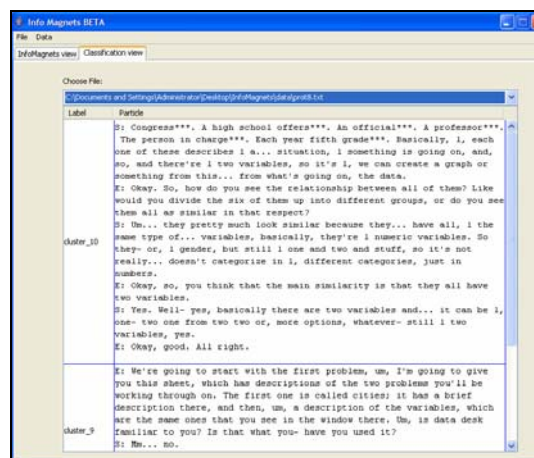 Info Magnets BETA
File Data
InfoMagnets view Classification view
Choose File:
C:\Documents and Settings\Administrator\Desktop\InfoMagnets\data\prot8.txt
Label Particle
S: Congress***. A high school offers***. An official***. A professor***.
The person in charge***. Each year fifth grade***. Basically, l, each
one of these describes l a... situation, l something is going on, and,
so, and there're l two variables, so it's l, we can create a graph or
something from this... from what's going on, the data.
E: Okay. So, how do you see the relationship between all of them? Like
would you divide the six of them up into different groups, or do you see
them all as similar in that respect?
S: Um... they pretty much look similar because they... have all, l the
same type of... variables, basically, they're l numeric variables. So
they- or, l gender, but still l one and two and stuff, so it's not
really... doesn't categorize in l, different categories, just in
numbers.
cluster_10
E: Okay, so, you think that the main similarity is that they all have
two variables.
S: Yes. Well- yes, basically there are two variables and... it can be l,
one- two one from two two or, more options, whatever- still l two
variables, yes.
E: Okay, good. All right.
E: We're going to start with the first problem, um, I'm going to give
you this sheet, which has descriptions of the two problems you'll be
working through on. The first one is called cities; it has a brief
description there, and then, um, a description of the variables, which
are the same ones that you see in the window there. Um, is data desk
cluster_9
familiar to you? Is that what you- have you used it?
S: Mm... no.